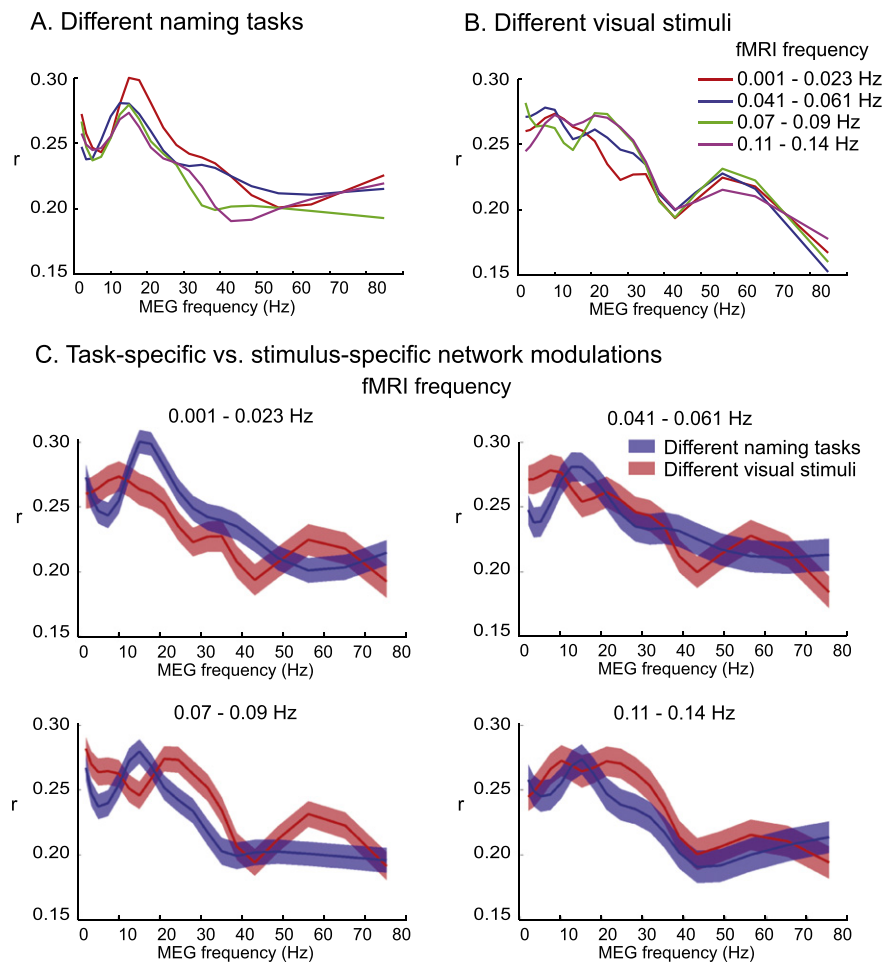 A. Different naming tasks
0.30
0.25
r
0.20
0.15
0 10 20 30 40 50 60 70 80
MEG frequency (Hz)
B. Different visual stimuli
fMRI frequency
0.001 - 0.023 Hz
0.041 - 0.061 Hz
0.07 - 0.09 Hz
0.11 - 0.14 Hz
0.30
0.25
r
0.20
0.15
0 10 20 30 40 50 60 70 80
MEG frequency (Hz)
C. Task-specific vs. stimulus-specific network modulations
fMRI frequency
0.001 - 0.023 Hz
0.30
0.25
r
0.20
0.15
0 10 20 30 40 50 60 70 80
MEG frequency (Hz)
0.041 - 0.061 Hz
Different naming tasks
Different visual stimuli
0.30
0.25
r
0.20
0.15
0 10 20 30 40 50 60 70 80
MEG frequency (Hz)
0.07 - 0.09 Hz
0.30
0.25
r
0.20
0.15
0 10 20 30 40 50 60 70 80
MEG frequency (Hz)
0.11 - 0.14 Hz
0.30
0.25
r
0.20
0.15
0 10 20 30 40 50 60 70 80
MEG frequency (Hz)